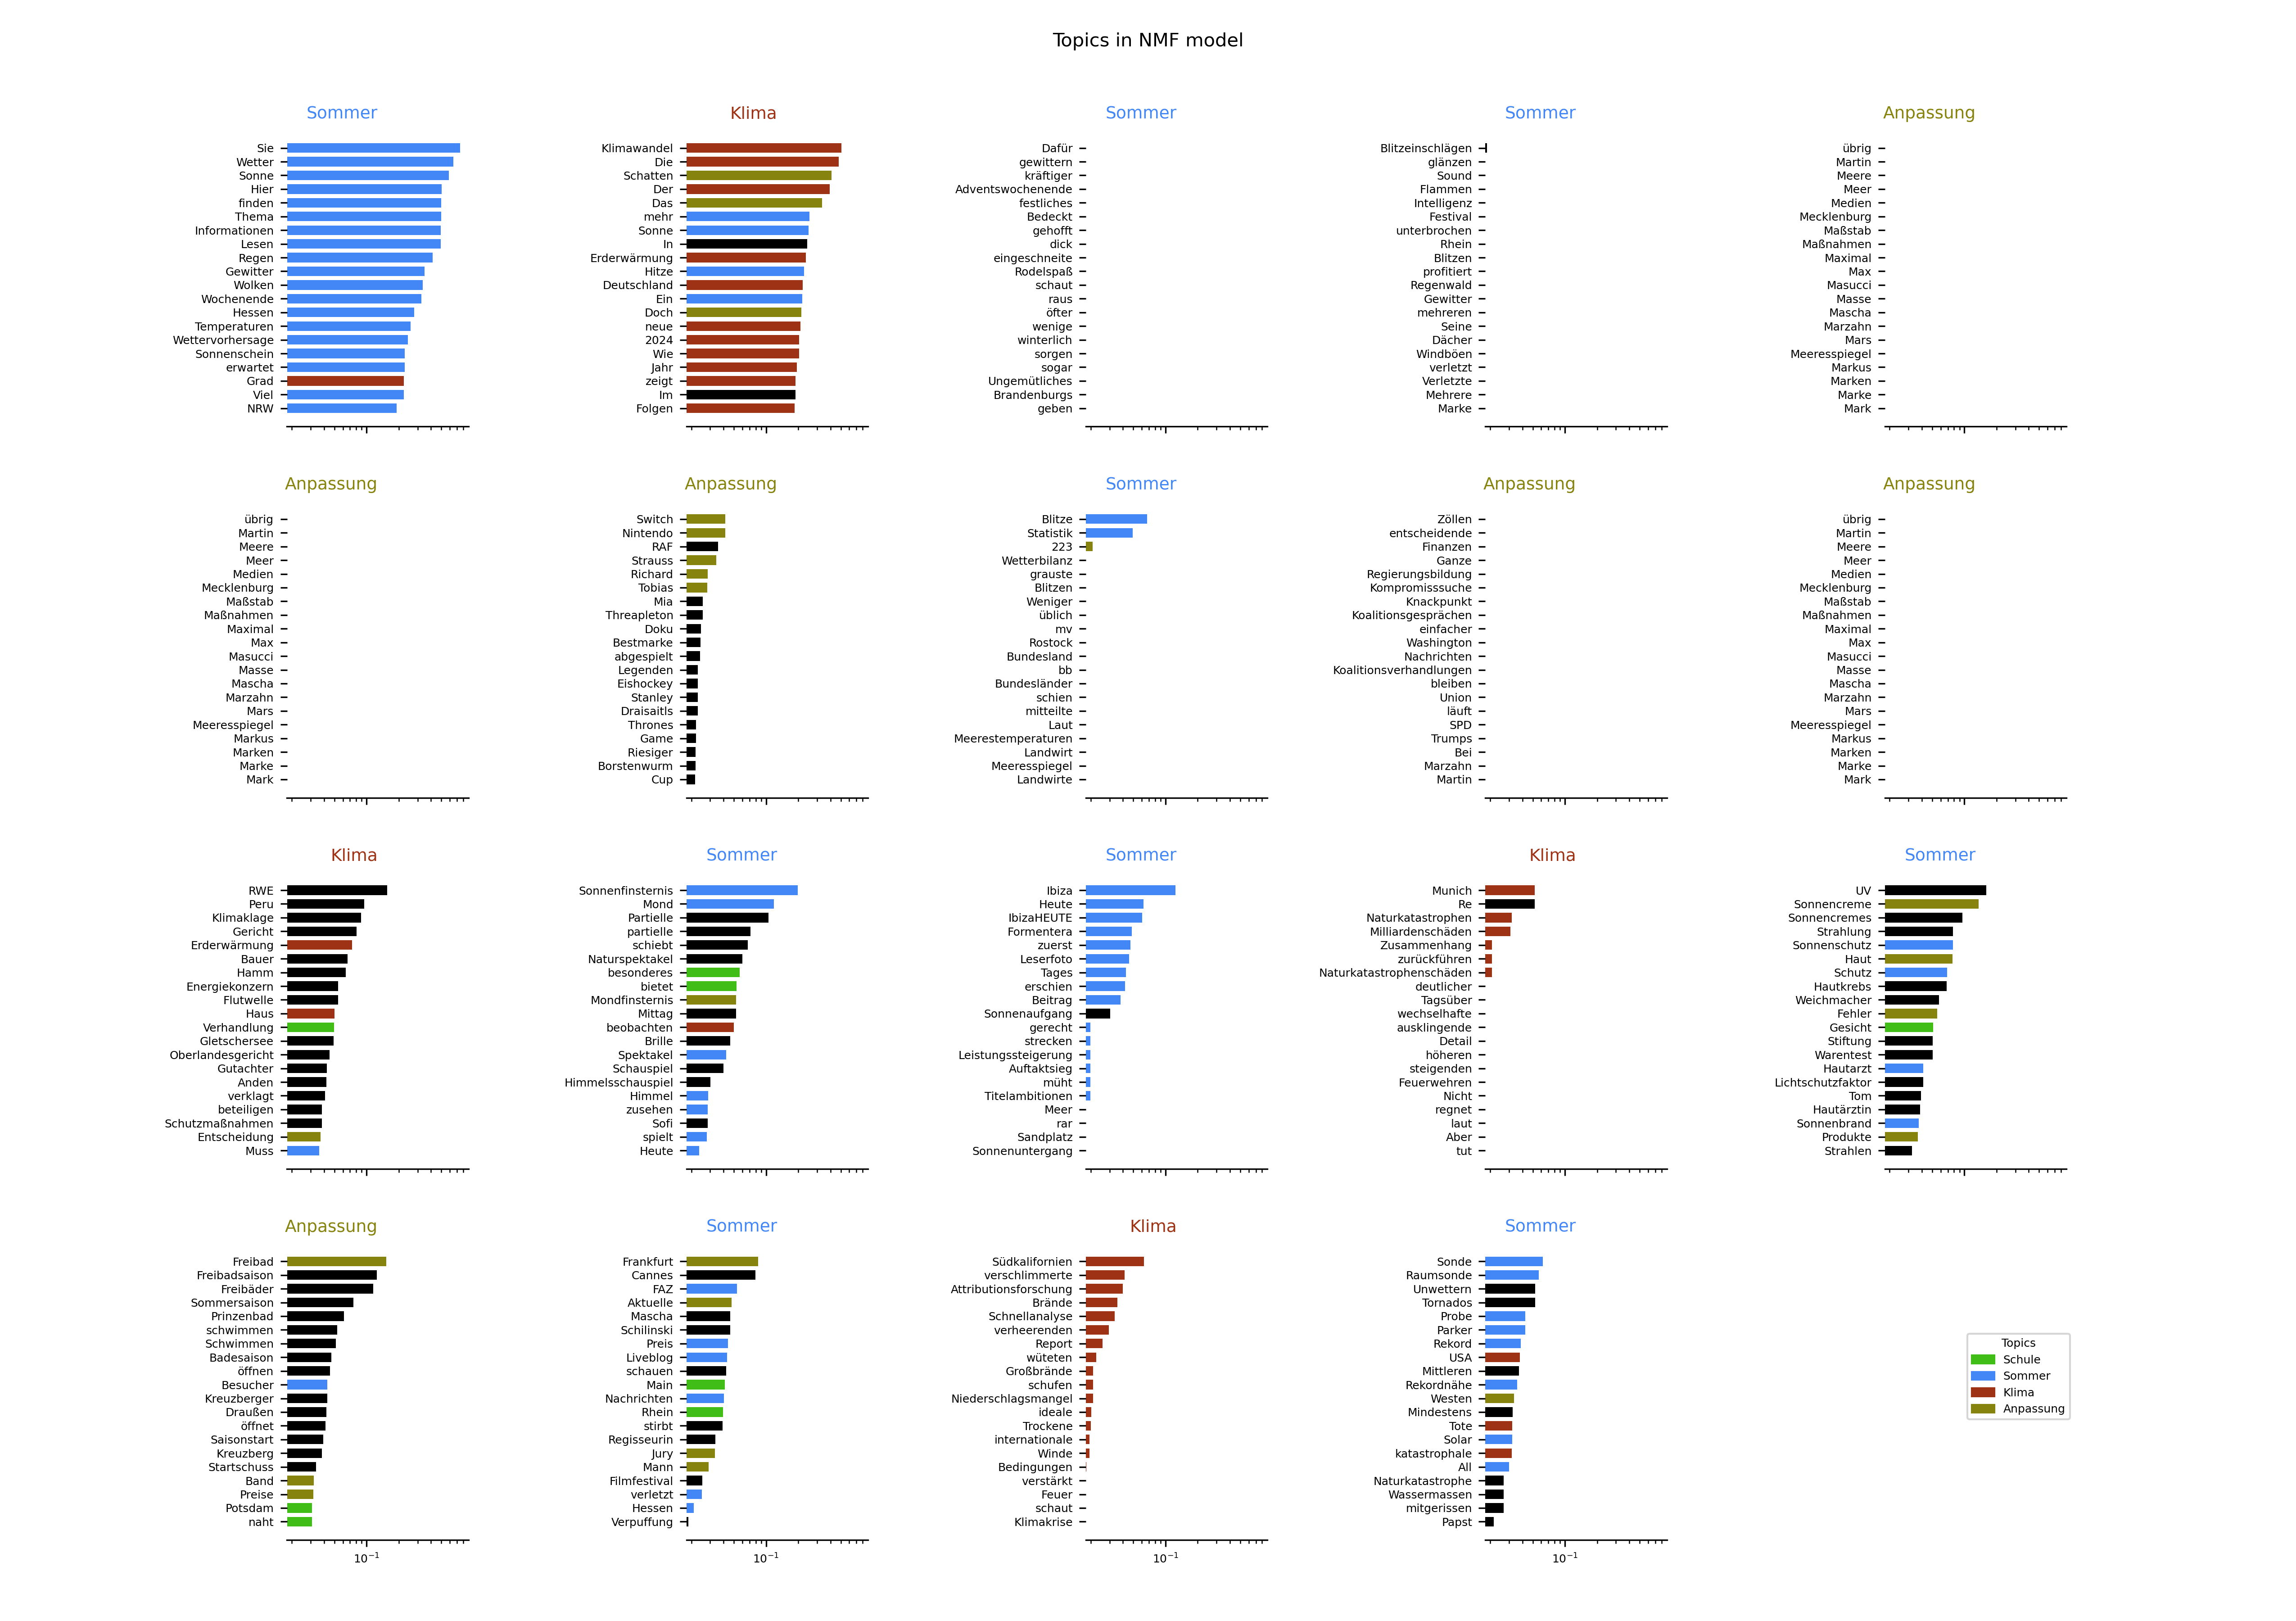 Topics in NMF model
Sommer
Sie
Wetter
Sonne
Hier
finden
Thema
Informationen
Lesen
Regen
Gewitter
Wolken
Wochenende
Hessen
Temperaturen
Wettervorhersage
Sonnenschein
erwartet
Grad
Viel
NRW
Klima
Klimawandel
Die
Schatten
Der
Das
mehr
Sonne
In
Erderwärmung
Hitze
Deutschland
Ein
Doch
neue
2024
Wie
Jahr
zeigt
Im
Folgen
Sommer
Dafür
gewittern
kräftiger
Adventswochenende
festliches
Bedeckt
gehofft
dick
eingeschneite
Rodelspaß
schaut
raus
öfter
wenige
winterlich
sorgen
sogar
Ungemütliches
Brandenburgs
geben
Sommer
Blitzeinschlägen
glänzen
Sound
Flammen
Intelligenz
Festival
unterbrochen
Rhein
Blitzen
profitiert
Regenwald
Gewitter
mehreren
Seine
Dächer
Windböen
verletzt
Verletzte
Mehrere
Marke
Anpassung
übrig
Martin
Meere
Meer
Medien
Mecklenburg
Maßstab
Maßnahmen
Maximal
Max
Masucci
Masse
Mascha
Marzahn
Mars
Meeresspiegel
Markus
Marken
Marke
Mark
Anpassung
übrig
Martin
Meere
Meer
Medien
Mecklenburg
Maßstab
Maßnahmen
Maximal
Max
Masucci
Masse
Mascha
Marzahn
Mars
Meeresspiegel
Markus
Marken
Marke
Mark
Anpassung
Switch
Nintendo
RAF
Strauss
Richard
Tobias
Mia
Threapleton
Doku
Bestmarke
abgespielt
Legenden
Eishockey
Stanley
Draisaitls
Thrones
Game
Riesiger
Borstenwurm
Cup
Sommer
Blitze
Statistik
223
Wetterbilanz
grauste
Blitzen
Weniger
üblich
mv
Rostock
Bundesland
bb
Bundesländer
schien
mitteilte
Laut
Meerestemperaturen
Landwirt
Meeresspiegel
Landwirte
Anpassung
Zöllen
entscheidende
Finanzen
Ganze
Regierungsbildung
Kompromisssuche
Knackpunkt
Koalitionsgesprächen
einfacher
Washington
Nachrichten
Koalitionsverhandlungen
bleiben
Union
läuft
SPD
Trumps
Bei
Marzahn
Martin
Anpassung
übrig
Martin
Meere
Meer
Medien
Mecklenburg
Maßstab
Maßnahmen
Maximal
Max
Masucci
Masse
Mascha
Marzahn
Mars
Meeresspiegel
Markus
Marken
Marke
Mark
Klima
RWE
Peru
Klimaklage
Gericht
Erderwärmung
Bauer
Hamm
Energiekonzern
Flutwelle
Haus
Verhandlung
Gletschersee
Oberlandesgericht
Gutachter
Anden
verklagt
beteiligen
Schutzmaßnahmen
Entscheidung
Muss
Sommer
Sonnenfinsternis
Mond
Partielle
partielle
schiebt
Naturspektakel
besonderes
bietet
Mondfinsternis
Mittag
beobachten
Brille
Spektakel
Schauspiel
Himmelsschauspiel
Himmel
zusehen
Sofi
spielt
Heute
Sommer
Ibiza
Heute
IbizaHEUTE
Formentera
zuerst
Leserfoto
Tages
erschien
Beitrag
Sonnenaufgang
gerecht
strecken
Leistungssteigerung
Auftaktsieg
müht
Titelambitionen
Meer
rar
Sandplatz
Sonnenuntergang
Klima
Munich
Re
Naturkatastrophen
Milliardenschäden
Zusammenhang
zurückführen
Naturkatastrophenschäden
deutlicher
Tagsüber
wechselhafte
ausklingende
Detail
höheren
steigenden
Feuerwehren
Nicht
regnet
laut
Aber
tut
Sommer
UV
Sonnencreme
Sonnencremes
Strahlung
Sonnenschutz
Haut
Schutz
Hautkrebs
Weichmacher
Fehler
Gesicht
Stiftung
Warentest
Hautarzt
Lichtschutzfaktor
Tom
Hautärztin
Sonnenbrand
Produkte
Strahlen
Anpassung
Freibad
Freibadsaison
Freibäder
Sommersaison
Prinzenbad
schwimmen
Schwimmen
Badesaison
öffnen
Besucher
Kreuzberger
Draußen
öffnet
Saisonstart
Kreuzberg
Startschuss
Band
Preise
Potsdam
naht
10⁻¹
Sommer
Frankfurt
Cannes
FAZ
Aktuelle
Mascha
Schilinski
Preis
Liveblog
schauen
Main
Nachrichten
Rhein
stirbt
Regisseurin
Jury
Mann
Filmfestival
verletzt
Hessen
Verpuffung
10⁻¹
Klima
Südkalifornien
verschlimmerte
Attributionsforschung
Brände
Schnellanalyse
verheerenden
Report
wüteten
Großbrände
schufen
Niederschlagsmangel
ideale
Trockene
internationale
Winde
Bedingungen
verstärkt
Feuer
schaut
Klimakrise
10⁻¹
Sommer
Sonde
Raumsonde
Unwettern
Tornados
Probe
Parker
Rekord
USA
Mittleren
Rekordnähe
Westen
Mindestens
Tote
Solar
katastrophale
All
Naturkatastrophe
Wassermassen
mitgerissen
Papst
10⁻¹
Topics
Schule
Sommer
Klima
Anpassung